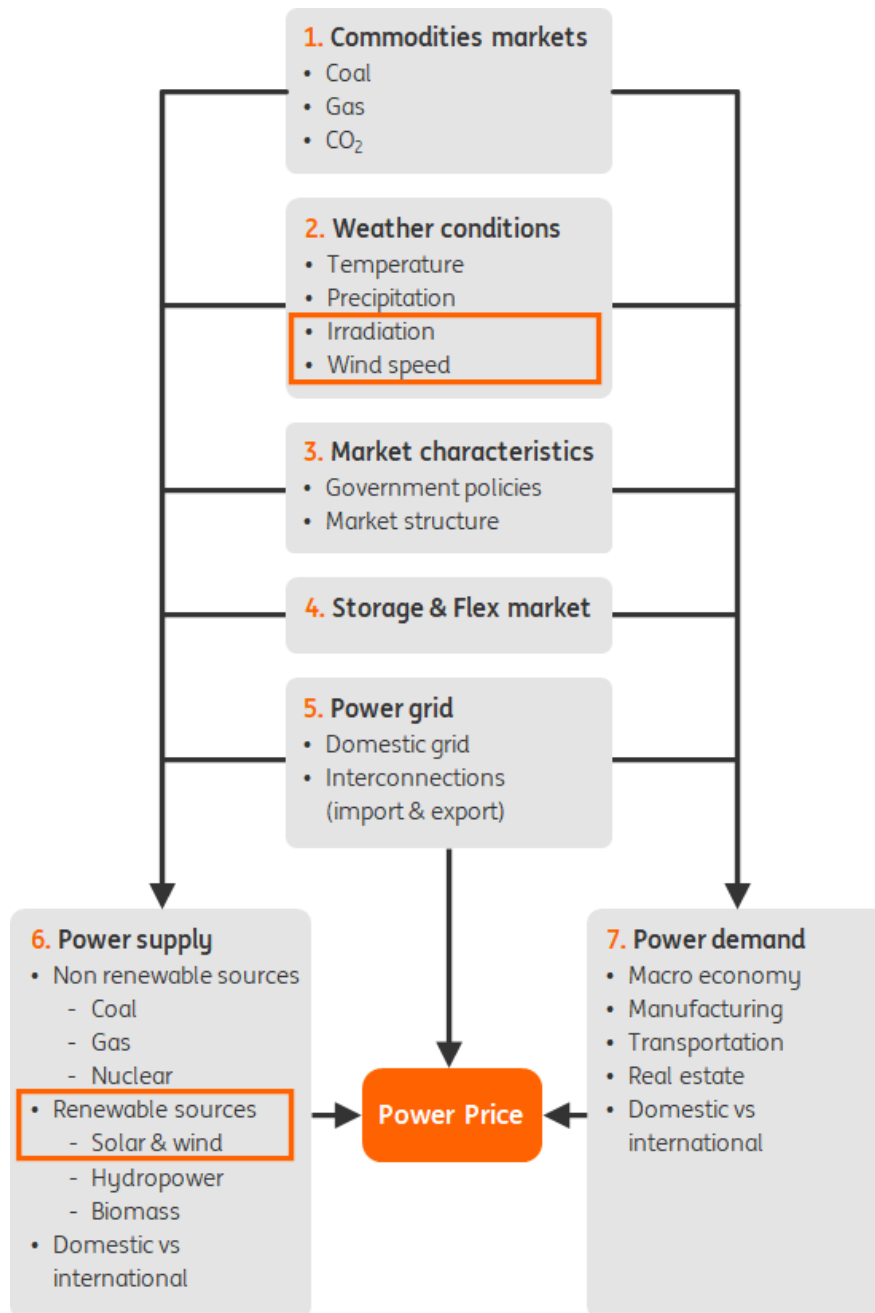 1. Commodities markets
• Coal
• Gas
• CO₂
2. Weather conditions
• Temperature
• Precipitation
• Irradiation
• Wind speed
3. Market characteristics
• Government policies
• Market structure
4. Storage & Flex market
5. Power grid
• Domestic grid
• Interconnections
(import & export)
6. Power supply
• Non renewable sources
- Coal
- Gas
- Nuclear
• Renewable sources
- Solar & wind
- Hydropower
- Biomass
• Domestic vs
international
Power Price
7. Power demand
• Macro economy
• Manufacturing
• Transportation
• Real estate
• Domestic vs
international